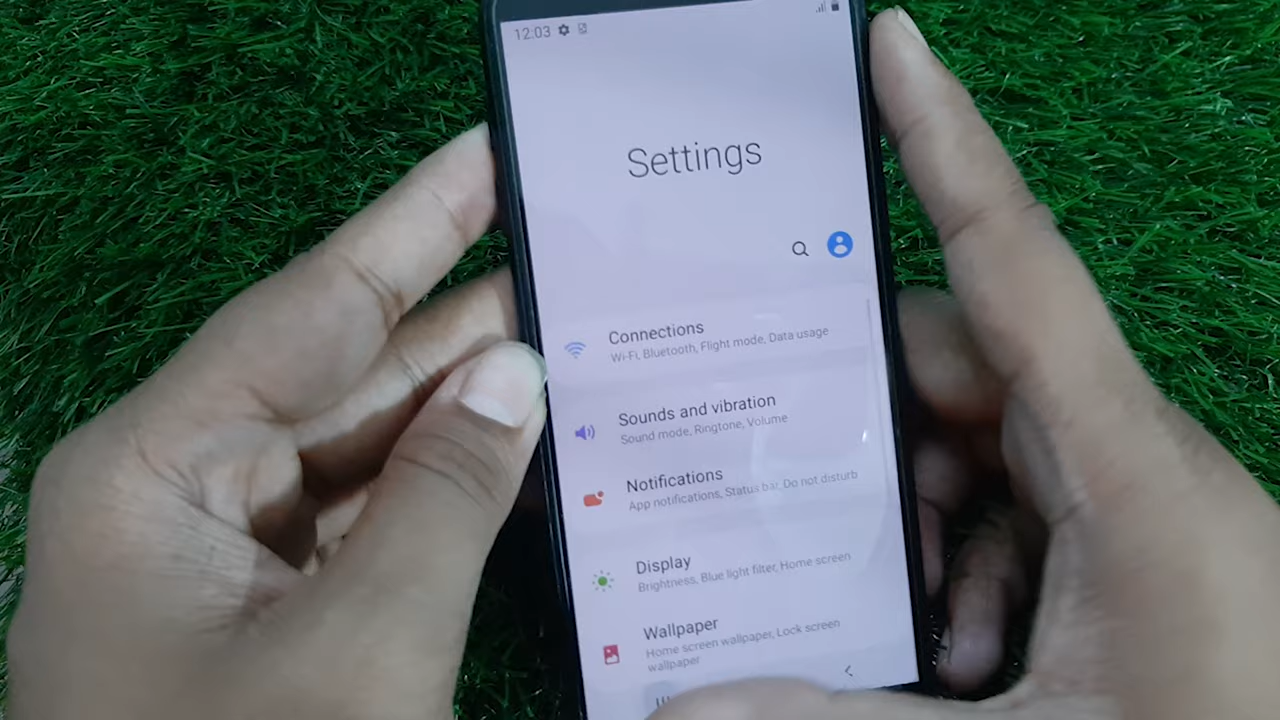 12:03
Settings
Connections
Wi-Fi, Bluetooth, Flight mode, Data usage
Sounds and vibration
Sound mode, Ringtone, Volume
Notifications
App notifications, Status bar, Do not disturb
Display
Brightness, Blue light filter, Home screen
Wallpaper
Home screen wallpaper, Lock screen
wallpaper